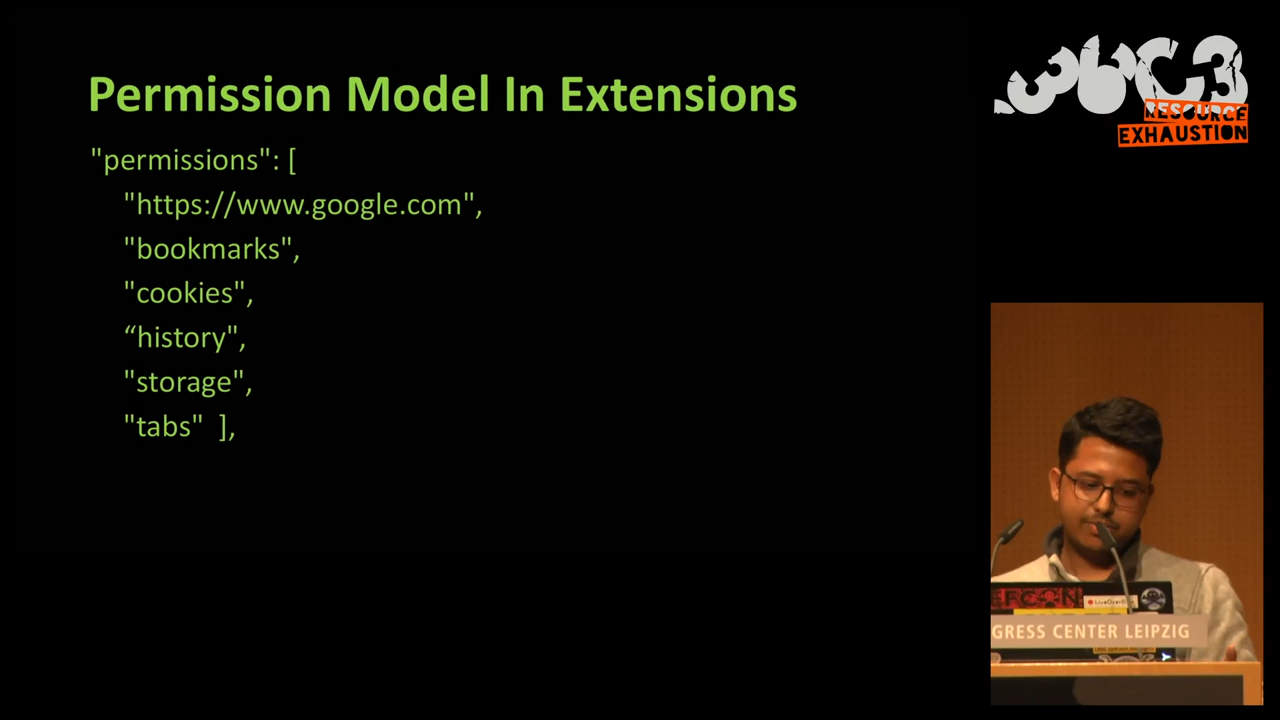 Permission Model In Extensions
"permissions": [
"https://www.google.com",
"bookmarks",
"cookies",
“history",
"storage",
"tabs"  ],
36C3
RESOURCE
EXHAUSTION
LiveOverflow
GRESS CENTER LEIPZIG